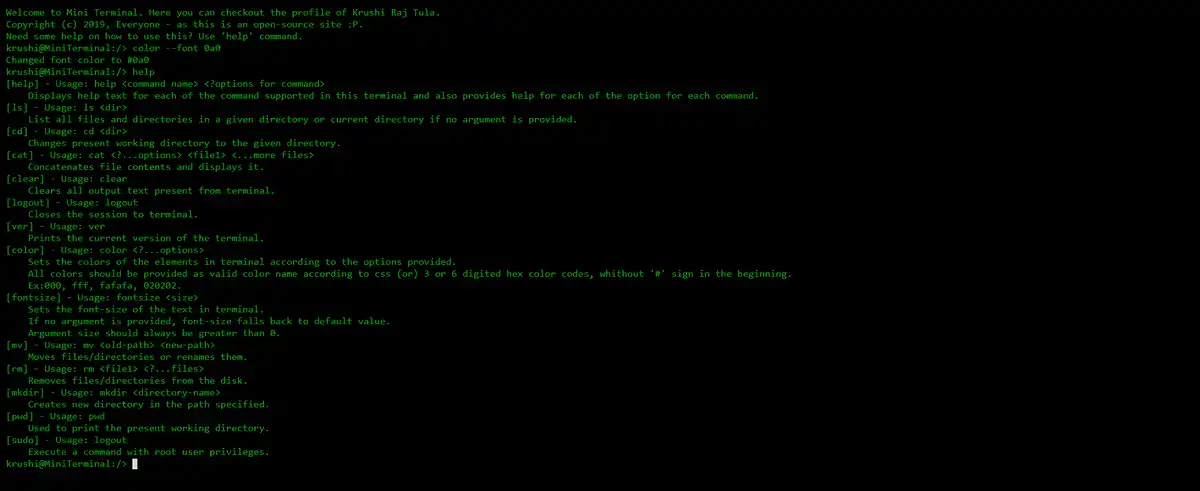 Welcome to Mini Terminal. Here you can checkout the profile of Krushi Raj Tula.
Copyright (c) 2019, Everyone - as this is an open-source site :P.
Need some help on how to use this? Use 'help' command.
krushi@MiniTerminal:/> color --font 0a0
Changed font color to #0a0
krushi@MiniTerminal:/> help
[help] - Usage: help <command name> <?options for command>
Displays help text for each of the command supported in this terminal and also provides help for each of the option for each command.
[ls] - Usage: ls <dir>
List all files and directories in a given directory or current directory if no argument is provided.
[cd] - Usage: cd <dir>
Changes present working directory to the given directory.
[cat] - Usage: cat <?...options> <file1> <...more files>
Concatenates file contents and displays it.
[clear] - Usage: clear
Clears all output text present from terminal.
[logout] - Usage: logout
Closes the session to terminal.
[ver] - Usage: ver
Prints the current version of the terminal.
[color] - Usage: color <?...options>
Sets the colors of the elements in terminal according to the options provided.
All colors should be provided as valid color name according to css (or) 3 or 6 digited hex color codes, whithout '#' sign in the beginning.
Ex:000, fff, fafafa, 020202.
[fontsize] - Usage: fontsize <size>
Sets the font-size of the text in terminal.
If no argument is provided, font-size falls back to default value.
Argument size should always be greater than 0.
[mv] - Usage: mv <old-path> <new-path>
Moves files/directories or renames them.
[rm] - Usage: rm <file1> <?...files>
Removes files/directories from the disk.
[mkdir] - Usage: mkdir <directory-name>
Creates new directory in the path specified.
[pwd] - Usage: pwd
Used to print the present working directory.
[sudo] - Usage: logout
Execute a command with root user privileges.
krushi@MiniTerminal:/>